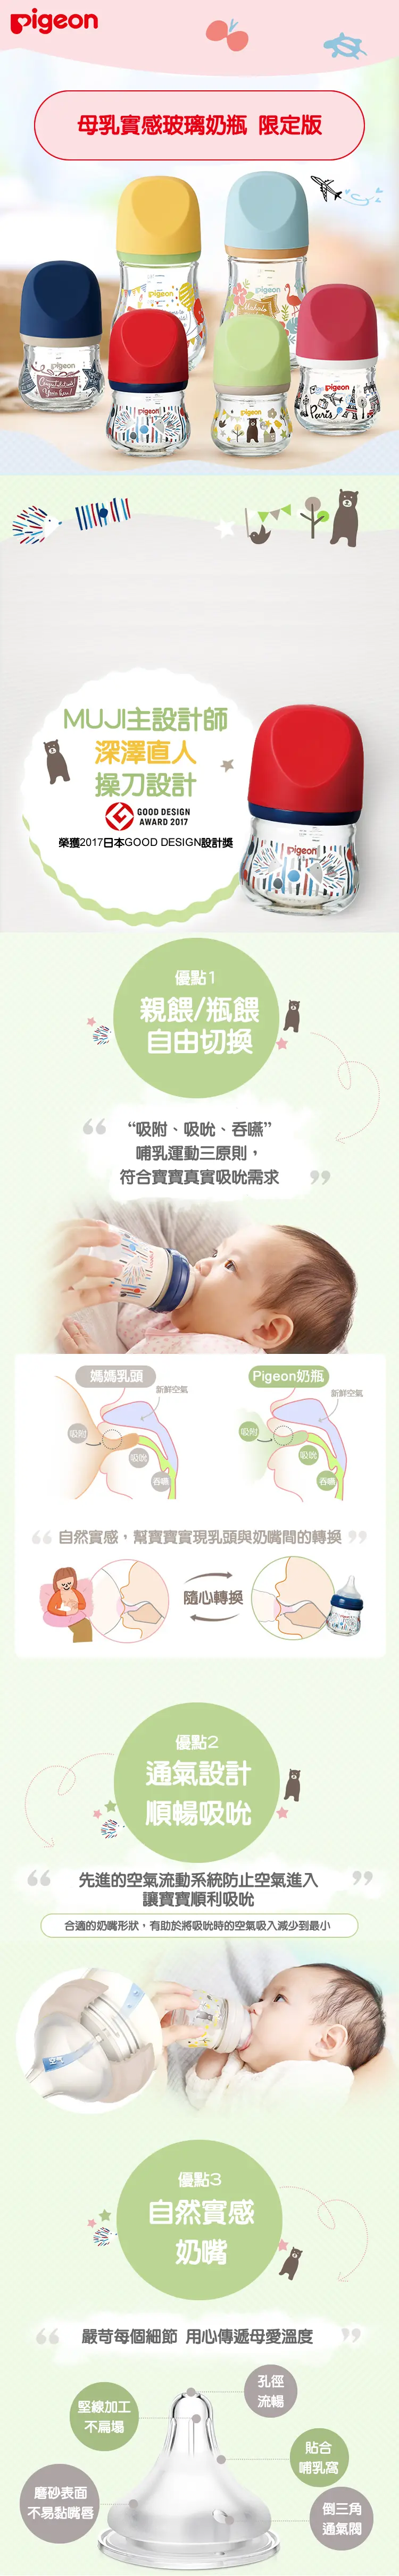 Pigeon
母乳實感玻璃奶瓶 限定版
pigeon
pigeon
Congratulations!
You're here!
pigeon
pigeon
pigeon
Paris
MUJI主設計師
深澤直人
操刀設計
GOOD DESIGN
AWARD 2017
榮獲2017日本GOOD DESIGN設計獎
pigeon
優點1
親餵/瓶餵
自由切換
“吸附、吸吮、吞嚥”
哺乳運動三原則，
符合寶寶真實吸吮需求
媽媽乳頭
新鮮空氣
吸附
吸吮
吞嚥
Pigeon奶瓶
新鮮空氣
吸附
吸吮
吞嚥
自然實感，幫寶寶實現乳頭與奶嘴間的轉換
隨心轉換
優點2
通氣設計
順暢吸吮
先進的空氣流動系統防止空氣進入
讓寶寶順利吸吮
合適的奶嘴形狀，有助於將吸吮時的空氣吸入減少到最小
空气
優點3
自然實感
奶嘴
嚴苛每個細節 用心傳遞母愛溫度
孔徑
流暢
堅線加工
不扁塌
貼合
哺乳窩
磨砂表面
不易黏嘴唇
倒三角
通氣閥